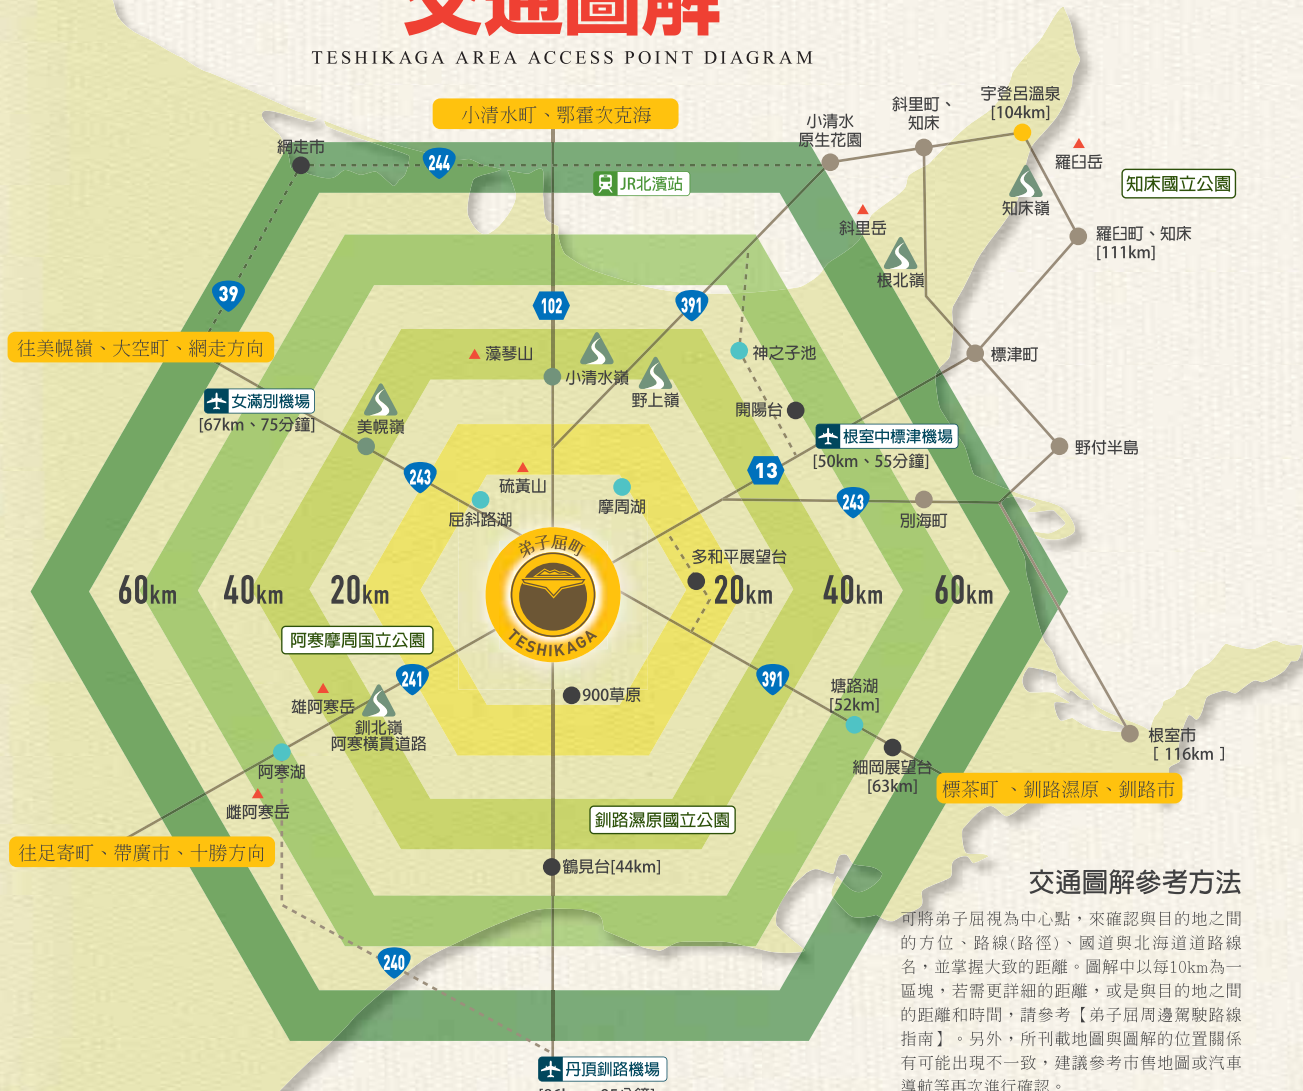 交通圖解
TESHIKAGA AREA ACCESS POINT DIAGRAM
小清水町、鄂霍次克海
宇登呂溫泉
[104km]
斜里町、
知床
小清水
原生花園
網走市
244
JR北濱站
羅臼岳
知床國立公園
知床嶺
斜里岳
羅臼町、知床
[111km]
根北嶺
39
102
391
往美幌嶺、大空町、網走方向
藻琴山
小清水嶺
野上嶺
神之子池
標津町
女滿別機場
[67km、75分鐘]
美幌嶺
開陽台
根室中標津機場
[50km、55分鐘]
野付半島
243
硫黃山
13
屈斜路湖
摩周湖
243
別海町
弟子屈町
TESHIKAGA
多和平展望台
60km
40km
20km
20km
40km
60km
阿寒摩周国立公園
241
391
900草原
雄阿寒岳
釧北嶺
阿寒橫貫道路
塘路湖
[52km]
根室市
[ 116km ]
阿寒湖
細岡展望台
[63km]
標茶町 、釧路濕原、釧路市
雌阿寒岳
釧路濕原國立公園
往足寄町、帶廣市、十勝方向
鶴見台[44km]
240
丹頂釧路機場
交通圖解參考方法
可將弟子屈視為中心點，來確認與目的地之間
的方位、路線(路徑)、國道與北海道道路線
名，並掌握大致的距離。圖解中以每10km為一
區塊，若需更詳細的距離，或是與目的地之間
的距離和時間，請參考【弟子屈周邊駕駛路線
指南】。另外，所刊載地圖與圖解的位置關係
有可能出現不一致，建議參考市售地圖或汽車
導航等再次進行確認。